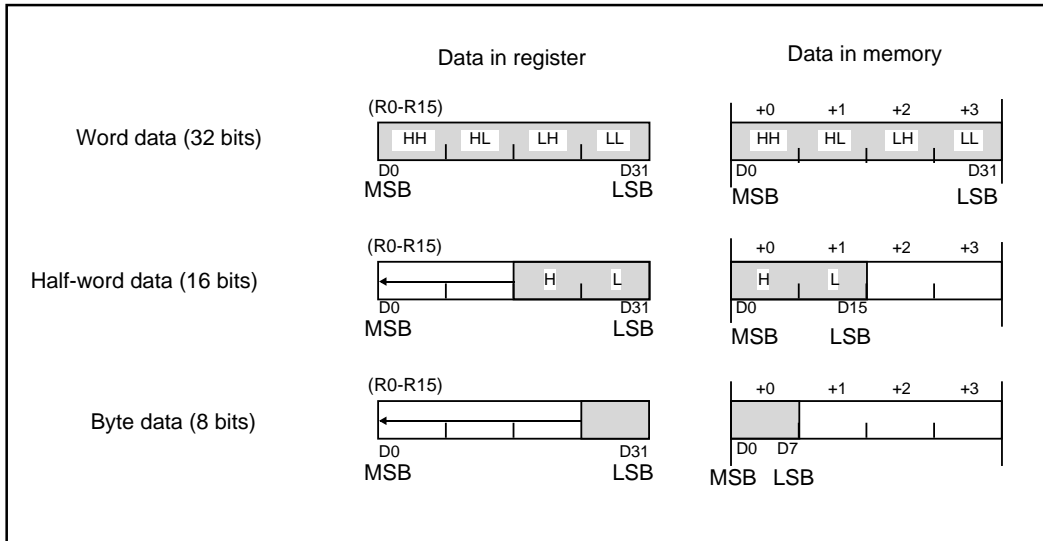 Data in register Data in memory
(R0-R15) +0 +1 +2 +3
Word data (32 bits) HH HL LH LL HH HL LH LL
D0 D31 D0 D31
MSB LSB MSB LSB
(R0-R15) +0 +1 +2 +3
Half-word data (16 bits) H L H L
D0 D31 D0 D15
MSB LSB MSB LSB
(R0-R15) +0 +1 +2 +3
Byte data (8 bits)
D0 D31 D0 D7
MSB LSB MSB LSB